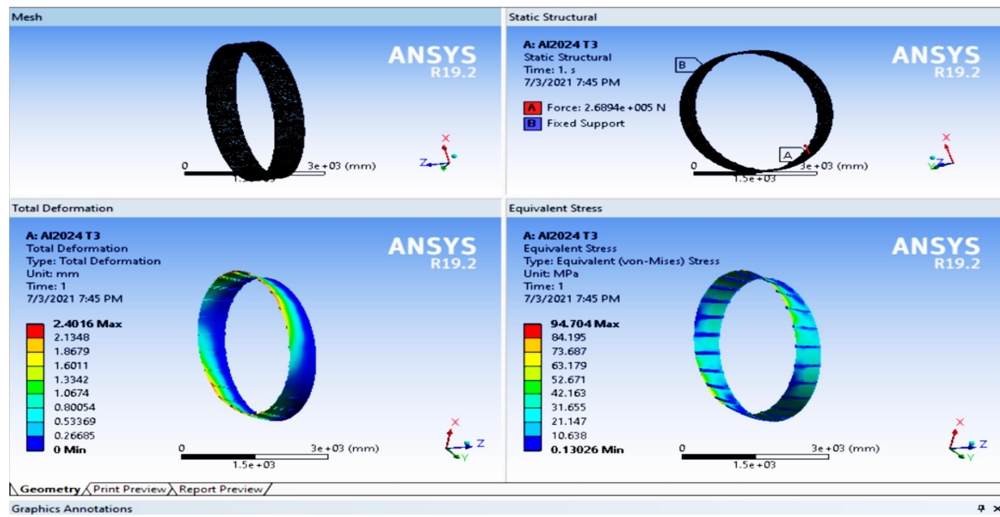 Mesh
ANSYS
R19.2
X
Z
Y
0
3e+03 (mm)
1.5e+03
Static Structural
A: Al2024 T3
Static Structural
Time: 1. s
7/3/2021 7:45 PM
A Force: 2.6894e+005 N
B Fixed Support
B
A
ANSYS
R19.2
X
Z
0
3e+03 (mm)
1.5e+03
Total Deformation
A: Al2024 T3
Total Deformation
Type: Total Deformation
Unit: mm
Time: 1
7/3/2021 7:45 PM
ANSYS
R19.2
2.4016 Max
2.1348
1.8679
1.6011
1.3342
1.0674
0.80054
0.53369
0.26685
0 Min
X
Z
Y
0
3e+03 (mm)
1.5e+03
Equivalent Stress
A: Al2024 T3
Equivalent Stress
Type: Equivalent (von-Mises) Stress
Unit: MPa
Time: 1
7/3/2021 7:45 PM
ANSYS
R19.2
94.704 Max
84.195
73.687
63.179
52.671
42.163
31.655
21.147
10.638
0.13026 Min
X
Z
Y
0
3e+03 (mm)
1.5e+03
Geometry Print Preview Report Preview
Graphics Annotations